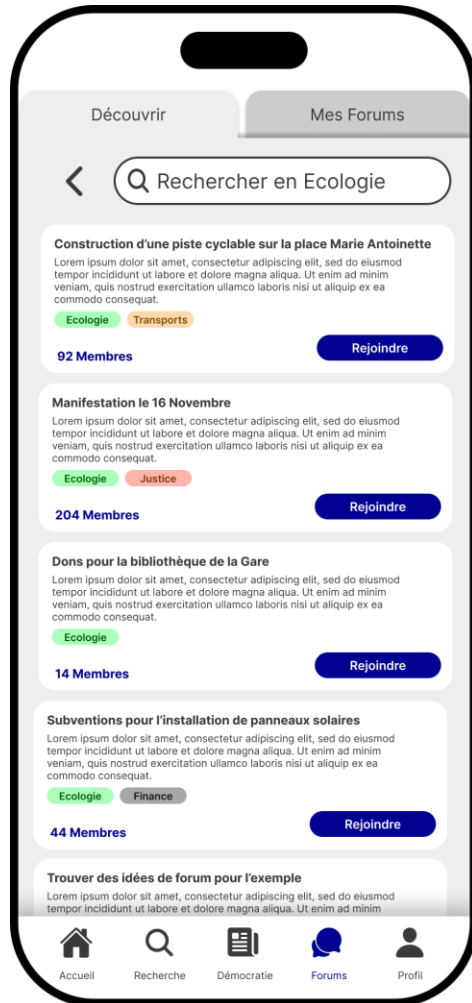 Découvrir
Mes Forums
Rechercher en Ecologie
Construction d'une piste cyclable sur la place Marie Antoinette
Lorem ipsum dolor sit amet, consectetur adipiscing elit, sed do eiusmod
tempor incididunt ut labore et dolore magna aliqua. Ut enim ad minim
veniam, quis nostrud exercitation ullamco laboris nisi ut aliquip ex ea
commodo consequat.
Ecologie
Transports
92 Membres
Rejoindre
Manifestation le 16 Novembre
Lorem ipsum dolor sit amet, consectetur adipiscing elit, sed do eiusmod
tempor incididunt ut labore et dolore magna aliqua. Ut enim ad minim
veniam, quis nostrud exercitation ullamco laboris nisi ut aliquip ex ea
commodo consequat.
Ecologie
Justice
204 Membres
Rejoindre
Dons pour la bibliothèque de la Gare
Lorem ipsum dolor sit amet, consectetur adipiscing elit, sed do eiusmod
tempor incididunt ut labore et dolore magna aliqua. Ut enim ad minim
veniam, quis nostrud exercitation ullamco laboris nisi ut aliquip ex ea
commodo consequat.
Ecologie
14 Membres
Rejoindre
Subventions pour l'installation de panneaux solaires
Lorem ipsum dolor sit amet, consectetur adipiscing elit, sed do eiusmod
tempor incididunt ut labore et dolore magna aliqua. Ut enim ad minim
veniam, quis nostrud exercitation ullamco laboris nisi ut aliquip ex ea
commodo consequat.
Ecologie
Finance
44 Membres
Rejoindre
Trouver des idées de forum pour l'exemple
Lorem ipsum dolor sit amet, consectetur adipiscing elit, sed do eiusmod
tempor incididunt ut labore et dolore magna aliqua. Ut enim ad minim
Accueil
Recherche
Démocratie
Forums
Profil